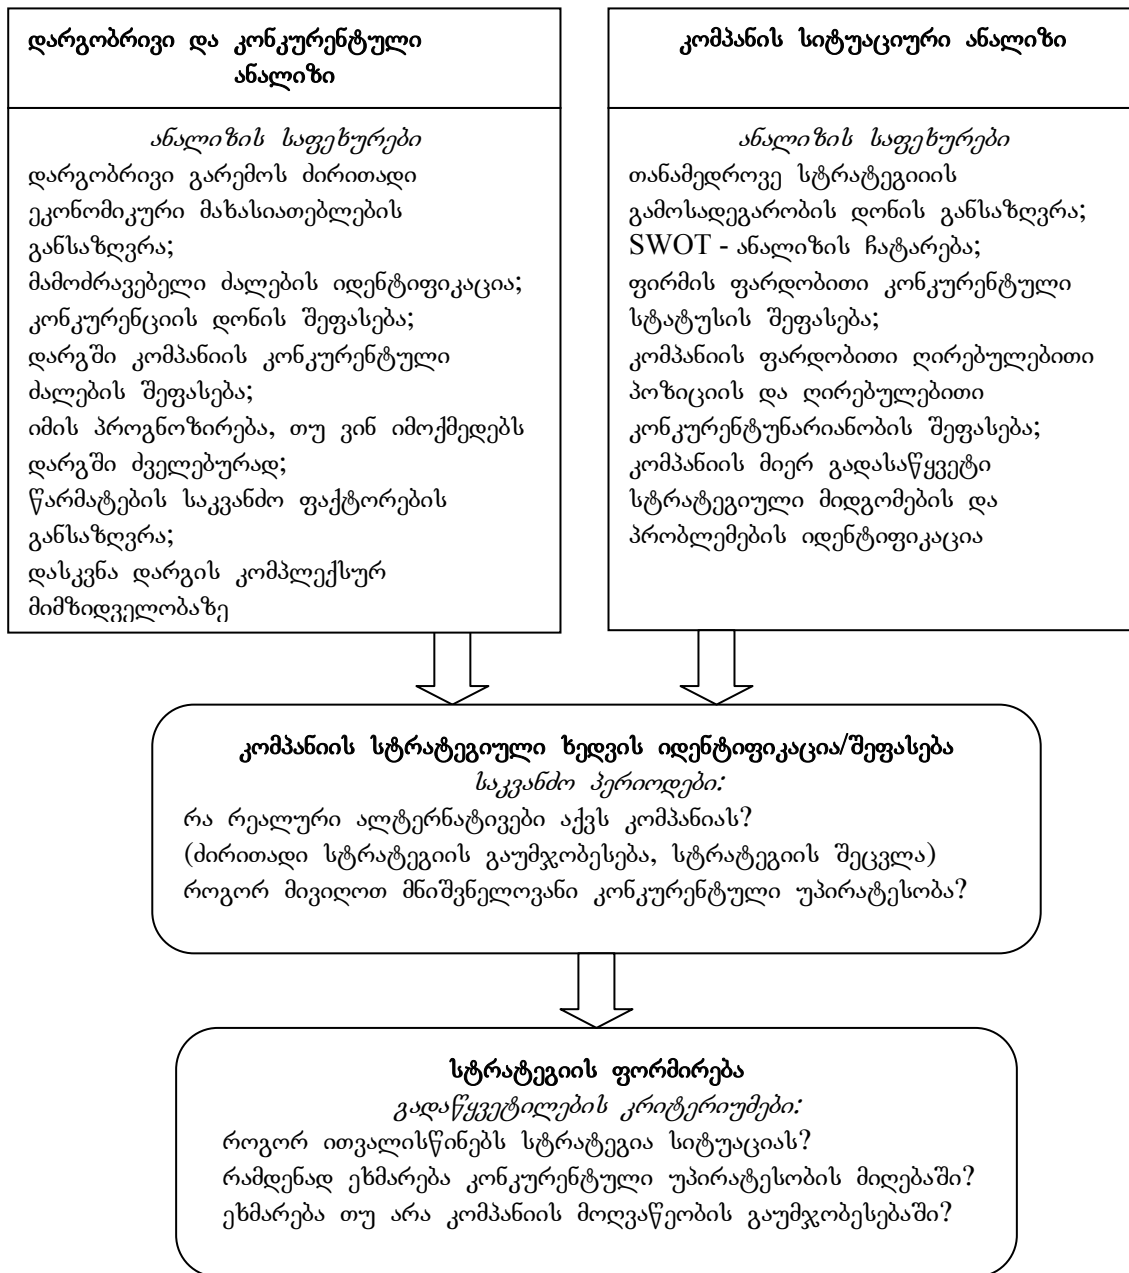 დარგობრივი და კონკურენტული
ანალიზი
ანალიზის საფეხურები
დარგობრივი გარემოს ძირითადი
ეკონომიკური მახასიათებლების
განსაზღვრა;
მამოძრავებელი ძალების იდენტიფიკაცია;
კონკურენციის დონის შეფასება;
დარგში კომპანიის კონკურენტული
ძალების შეფასება;
იმის პროგნოზირება, თუ ვინ იმოქმედებს
დარგში ძველებურად;
წარმატების საკვანძო ფაქტორების
განსაზღვრა;
დასკვნა დარგის კომპლექსურ
მიმზიდველობაზე
კომპანის სიტუაციური ანალიზი
ანალიზის საფეხურები
თანამედროვე სტრატეგიიის
გამოსადეგარობის დონის განსაზღვრა;
SWOT - ანალიზის ჩატარება;
ფირმის ფარდობითი კონკურენტული
სტატუსის შეფასება;
კომპანიის ფარდობითი ღირებულებითი
პოზიციის და ღირებულებითი
კონკურენტუნარიანობის შეფასება;
კომპანიის მიერ გადასაწყვეტი
სტრატეგიული მიდგომების და
პრობლემების იდენტიფიკაცია
კომპანიის სტრატეგიული ხედვის იდენტიფიკაცია/შეფასება
საკვანძო პერიოდები:
რა რეალური ალტერნატივები აქვს კომპანიას?
(ძირითადი სტრატეგიის გაუმჯობესება, სტრატეგიის შეცვლა)
როგორ მივიღოთ მნიშვნელოვანი კონკურენტული უპირატესობა?
სტრატეგიის ფორმირება
გადაწყვეტილების კრიტერიუმები:
როგორ ითვალისწინებს სტრატეგია სიტუაციას?
რამდენად ეხმარება კონკურენტული უპირატესობის მიღებაში?
ეხმარება თუ არა კომპანიის მოღვაწეობის გაუმჯობესებაში?